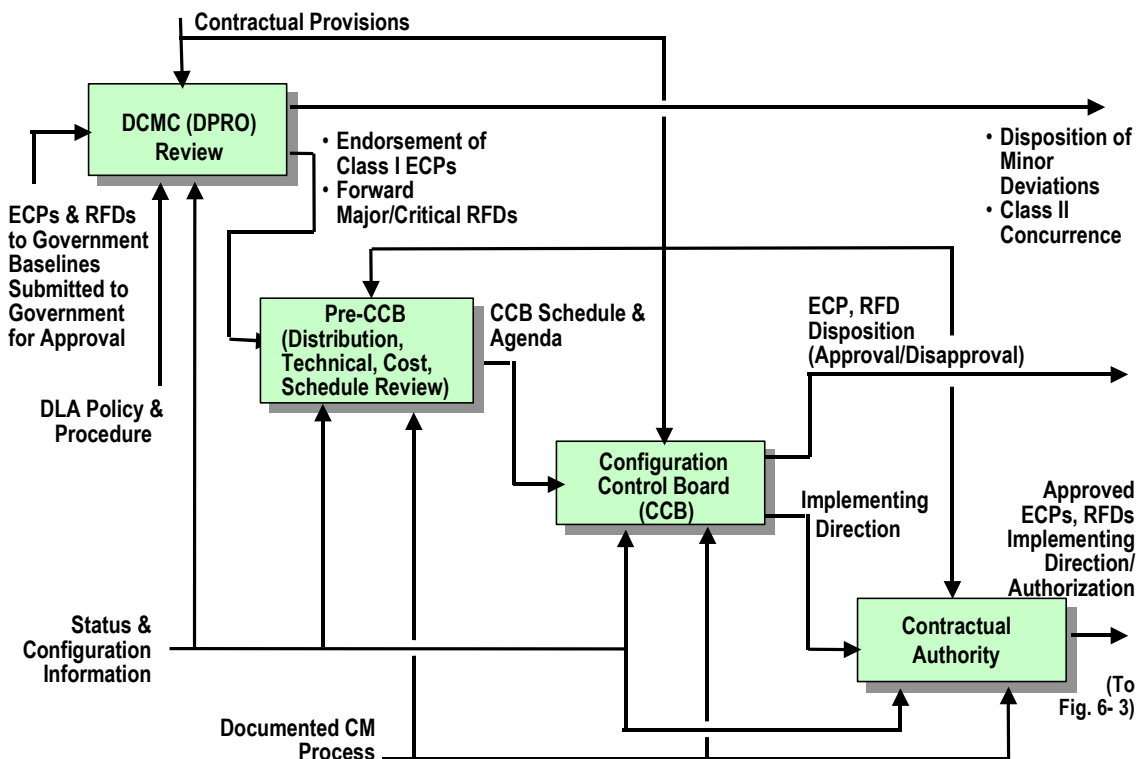 Contractual Provisions
DCMC (DPRO)
Review
• Endorsement of
Class I ECPs
• Forward
Major/Critical RFDs
• Disposition of
Minor
Deviations
• Class II
Concurrence
ECPs & RFDs
to Government
Baselines
Submitted to
Government
for Approval
DLA Policy &
Procedure
Pre-CCB
(Distribution,
Technical, Cost,
Schedule Review)
CCB Schedule &
Agenda
ECP, RFD
Disposition
(Approval/Disapproval)
Configuration
Control Board
(CCB)
Implementing
Direction
Approved
ECPs, RFDs
Implementing
Direction/
Authorization
Contractual
Authority
(To
Fig. 6- 3)
Status &
Configuration
Information
Documented CM
Process